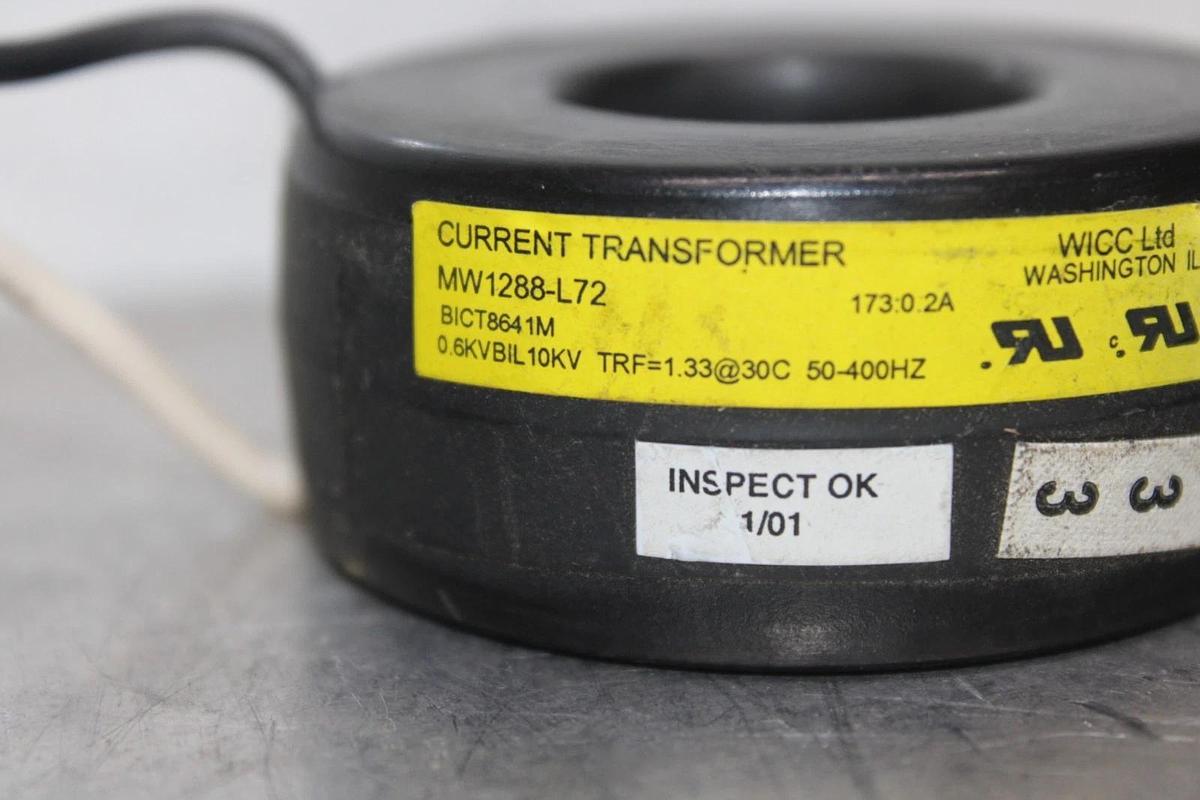 CURRENT TRANSFORMER
MW1288-L72
BICT8641M
173:0.2A
0.6KVBIL10KV TRF=1.33@30C 50-400HZ
WICC Ltd
WASHINGTON IL
INSPECT OK
1/01
3 3